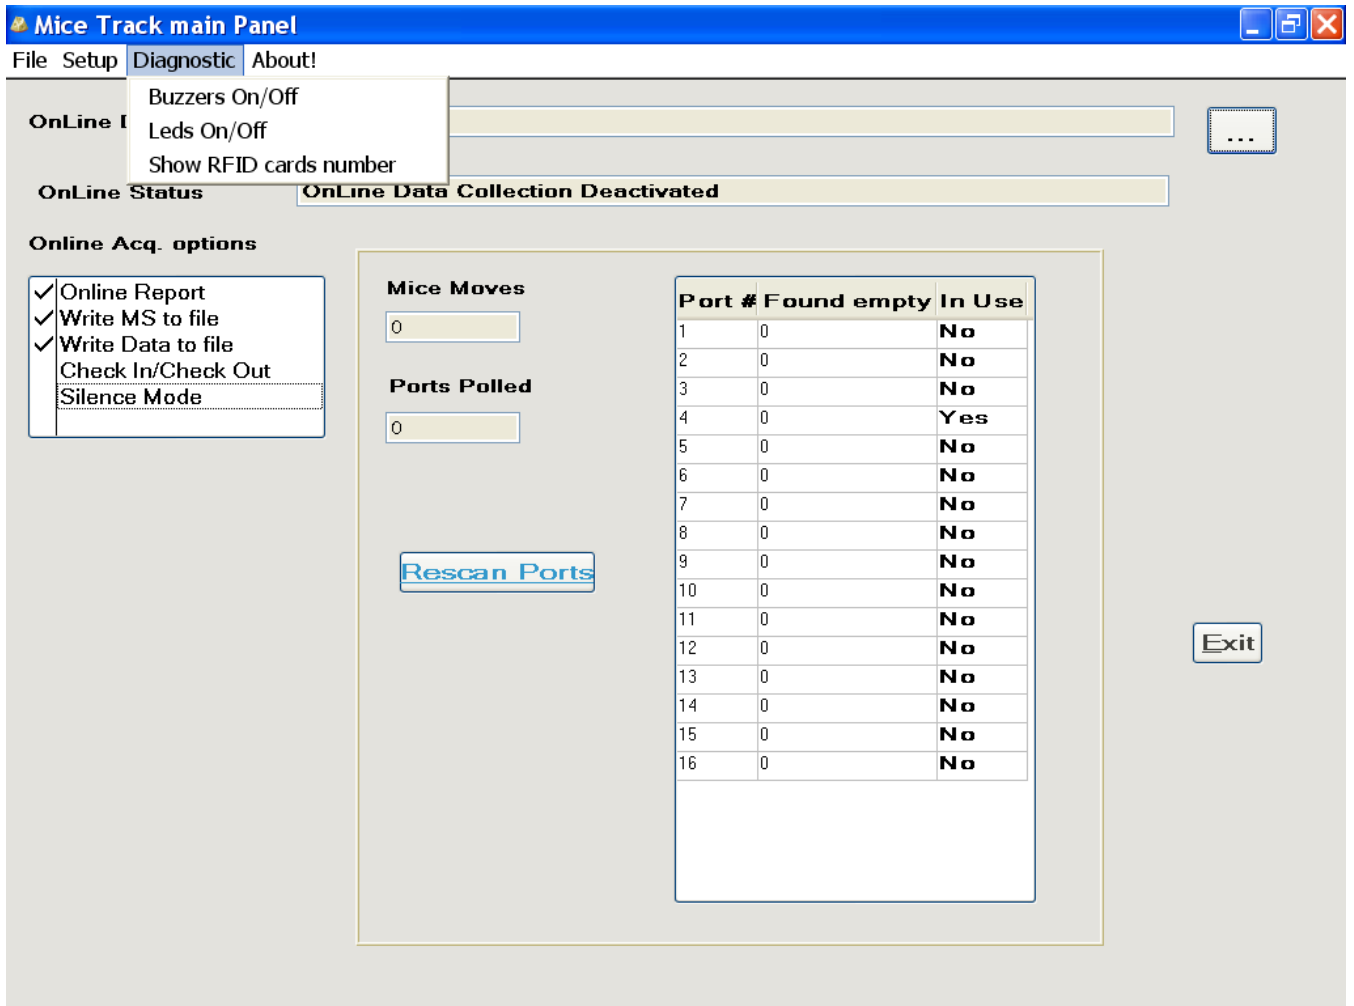 Mice Track main Panel
File Setup Diagnostic About!
Buzzers On/Off
Leds On/Off
Show RFID cards number
OnLine
...
OnLine Status
OnLine Data Collection Deactivated
Online Acq. options
Online Report
Write MS to file
Write Data to file
Check In/Check Out
Silence Mode
Mice Moves
0
Ports Polled
0
Rescan Ports
Port # Found empty In Use
1 0 No
2 0 No
3 0 No
4 0 Yes
5 0 No
6 0 No
7 0 No
8 0 No
9 0 No
10 0 No
11 0 No
12 0 No
13 0 No
14 0 No
15 0 No
16 0 No
Exit